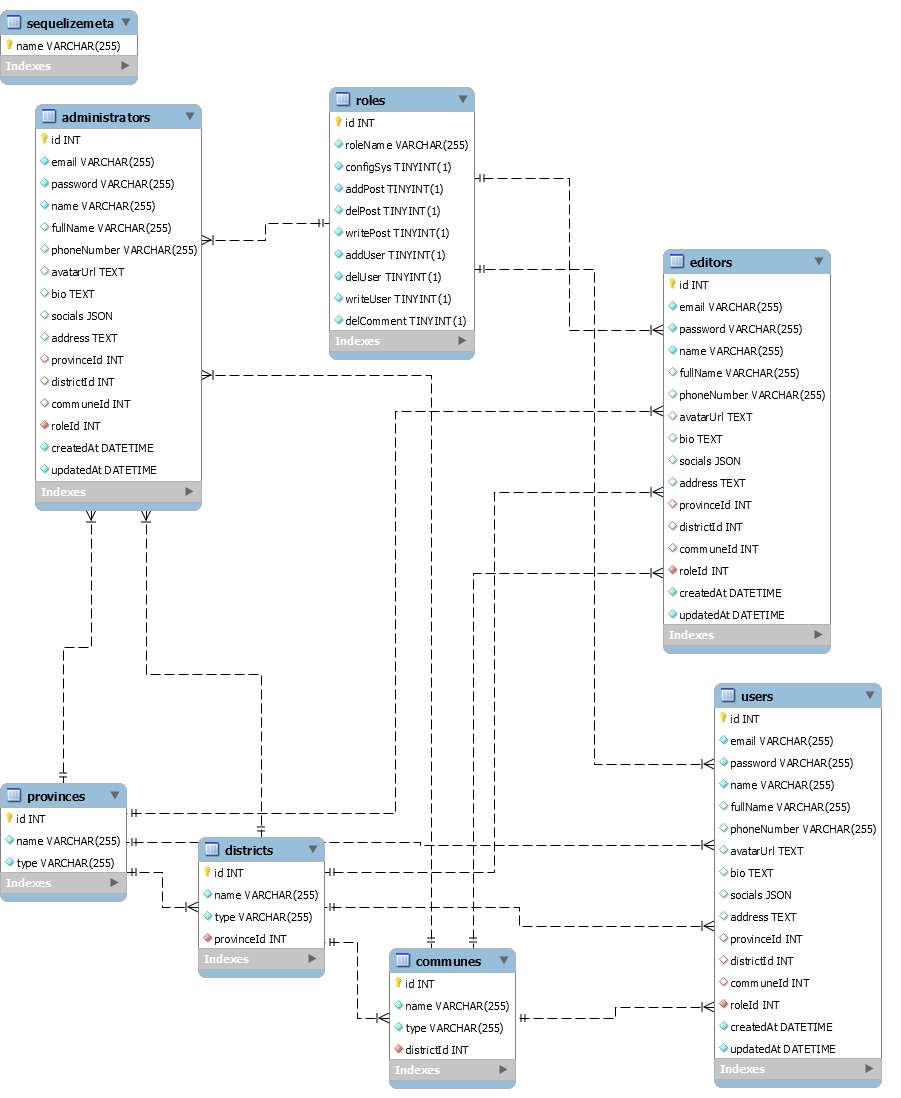 sequelizemeta
name VARCHAR(255)
Indexes
administrators
id INT
email VARCHAR(255)
password VARCHAR(255)
name VARCHAR(255)
fullName VARCHAR(255)
phoneNumber VARCHAR(255)
avatarUrl TEXT
bio TEXT
socials JSON
address TEXT
provinceId INT
districtId INT
communeId INT
roleId INT
createdAt DATETIME
updatedAt DATETIME
Indexes
roles
id INT
roleName VARCHAR(255)
configSys TINYINT(1)
addPost TINYINT(1)
delPost TINYINT(1)
writePost TINYINT(1)
addUser TINYINT(1)
delUser TINYINT(1)
writeUser TINYINT(1)
delComment TINYINT(1)
Indexes
editors
id INT
email VARCHAR(255)
password VARCHAR(255)
name VARCHAR(255)
fullName VARCHAR(255)
phoneNumber VARCHAR(255)
avatarUrl TEXT
bio TEXT
socials JSON
address TEXT
provinceId INT
districtId INT
communeId INT
roleId INT
createdAt DATETIME
updatedAt DATETIME
Indexes
users
id INT
email VARCHAR(255)
password VARCHAR(255)
name VARCHAR(255)
fullName VARCHAR(255)
phoneNumber VARCHAR(255)
avatarUrl TEXT
bio TEXT
socials JSON
address TEXT
provinceId INT
districtId INT
communeId INT
roleId INT
createdAt DATETIME
updatedAt DATETIME
Indexes
provinces
id INT
name VARCHAR(255)
type VARCHAR(255)
Indexes
districts
id INT
name VARCHAR(255)
type VARCHAR(255)
provinceId INT
Indexes
communes
id INT
name VARCHAR(255)
type VARCHAR(255)
districtId INT
Indexes